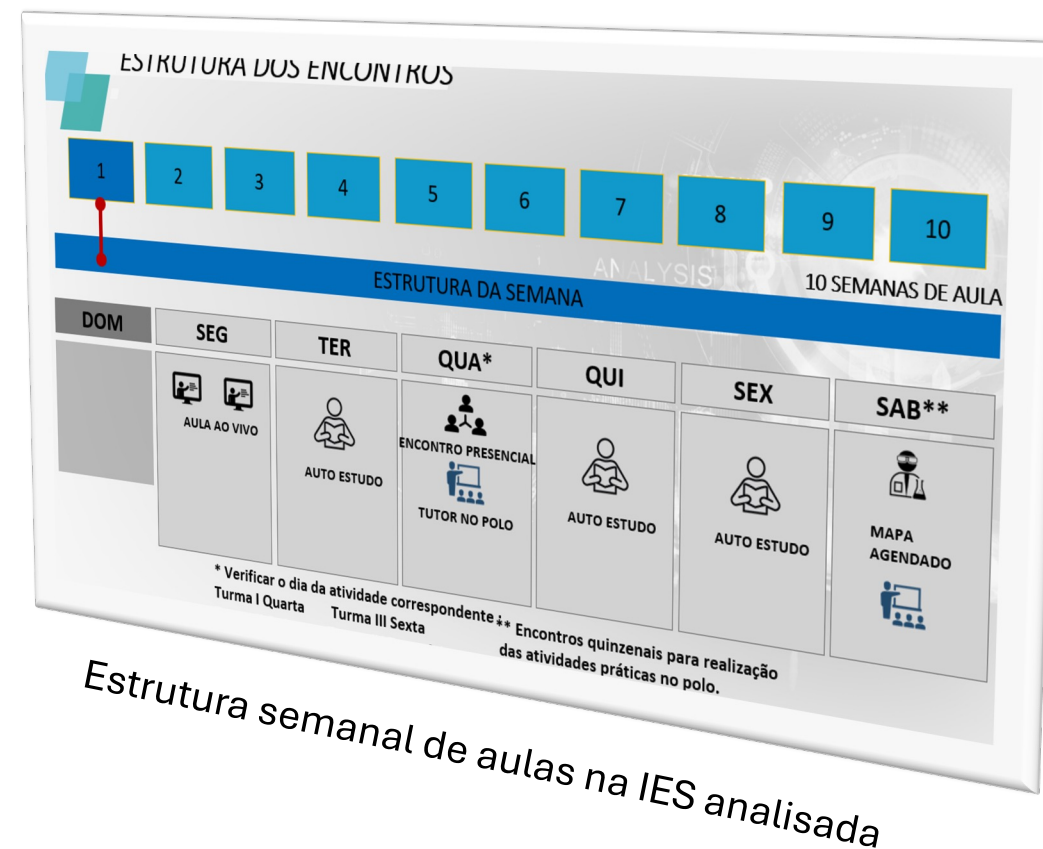 ESTRUTURA DOS ENCONTROS
1 2 3 4 5 6 7 8 9 10
ANALYSIS
10 SEMANAS DE AULA
ESTRUTURA DA SEMANA
DOM SEG TER QUA* QUI SEX SAB**
AULA AO VIVO
AUTO ESTUDO
ENCONTRO PRESENCIAL
TUTOR NO POLO
AUTO ESTUDO
AUTO ESTUDO
MAPA
AGENDADO
* Verificar o dia da atividade correspondente :
Turma I Quarta Turma III Sexta
** Encontros quinzenais para realização
das atividades práticas no polo.
Estrutura semanal de aulas na IES analisada